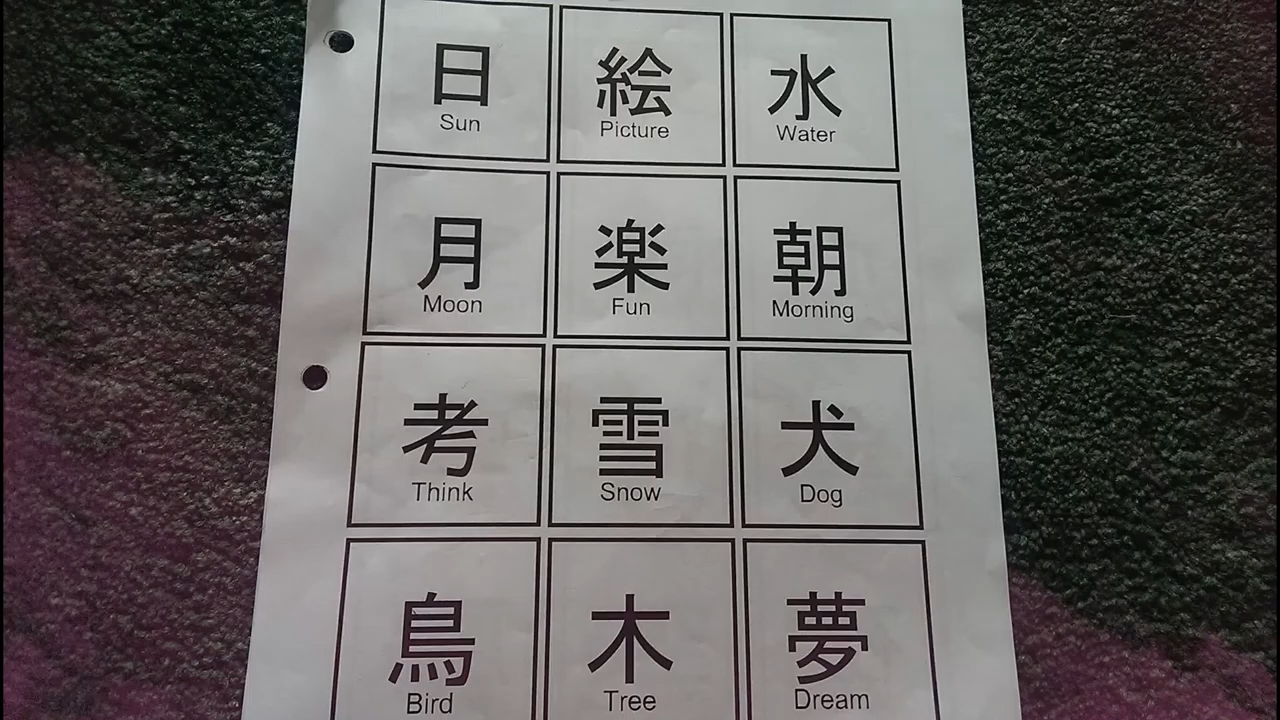 日 絵 水
Sun Picture Water
月 楽 朝
Moon Fun Morning
考 雪 犬
Think Snow Dog
鳥 木 夢
Bird Tree Dream